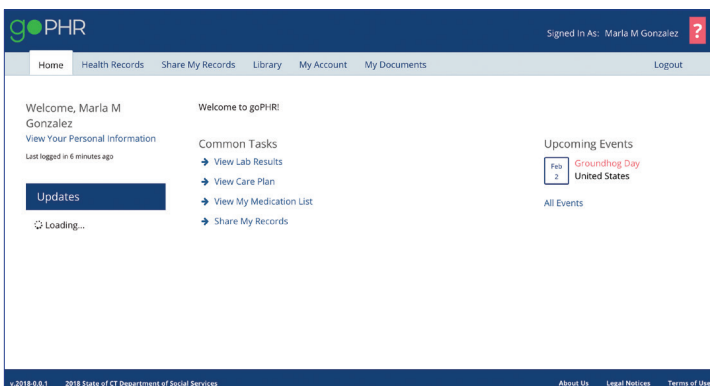 goPHR
Signed In As: Marla M Gonzalez
?
Home Health Records Share My Records Library My Account My Documents Logout
Welcome, Marla M
Gonzalez
View Your Personal Information
Last logged in 6 minutes ago
Updates
Loading...
Welcome to goPHR!
Common Tasks
View Lab Results
View Care Plan
View My Medication List
Share My Records
Upcoming Events
Feb
2
Groundhog Day
United States
All Events
v.2018-0.0.1 2018 State of CT Department of Social Services About Us Legal Notices Terms of Use